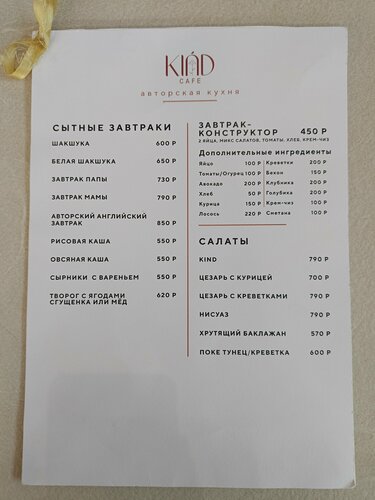 KIND
CAFE
авторская кухня
СЫТНЫЕ ЗАВТРАКИ
ШАКШУКА 600 Р
БЕЛАЯ ШАКШУКА 650 Р
ЗАВТРАК ПАПЫ 730 Р
ЗАВТРАК МАМЫ 790 Р
АВТОРСКИЙ АНГЛИЙСКИЙ
ЗАВТРАК 850 Р
РИСОВАЯ КАША 550 Р
ОВСЯНАЯ КАША 550 Р
СЫРНИКИ С ВАРЕНЬЕМ 550 Р
ТВОРОГ С ЯГОДАМИ 620 Р
СГУЩЕНКА ИЛИ МЁД
ЗАВТРАК-
КОНСТРУКТОР 450 Р
2 ЯЙЦА, МИКС САЛАТОВ, ТОМАТЫ, ХЛЕБ, КРЕМ-ЧИЗ
Дополнительные ингредиенты
Яйцо 100 Р Креветки 200 Р
Томаты/Огурец 100 Р Бекон 150 Р
Авокадо 200 Р Клубника 200 Р
Хлеб 50 Р Голубика 200 Р
Курица 150 Р Крем-чиз 100 Р
Лосось 220 Р Сметана 100 Р
САЛАТЫ
KIND 790 Р
ЦЕЗАРЬ С КУРИЦЕЙ 700 Р
ЦЕЗАРЬ С КРЕВЕТКАМИ 790 Р
НИСУАЗ 790 Р
ХРУТЯЩИЙ БАКЛАЖАН 570 Р
ПОКЕ ТУНЕЦ/КРЕВЕТКА 600 Р